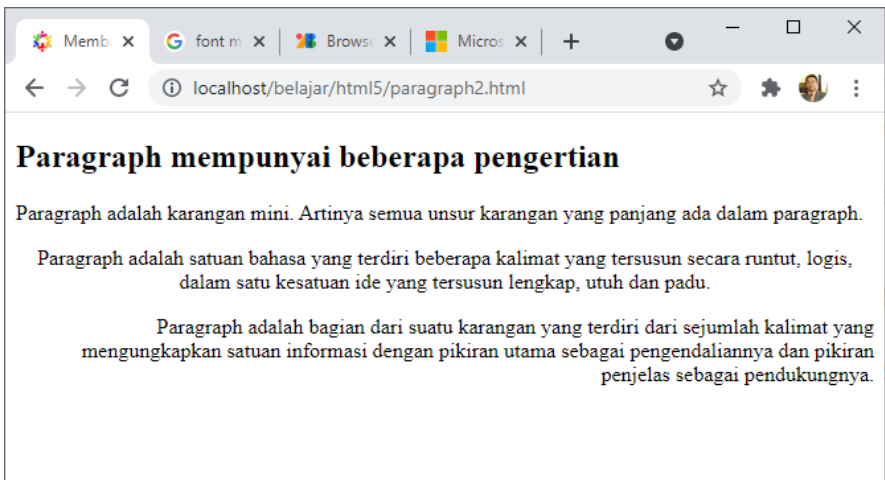 Memb
font m
Browse
Micros
localhost/belajar/html5/paragraph2.html
Paragraph mempunyai beberapa pengertian
Paragraph adalah karangan mini. Artinya semua unsur karangan yang panjang ada dalam paragraph.
Paragraph adalah satuan bahasa yang terdiri beberapa kalimat yang tersusun secara runtut, logis,
dalam satu kesatuan ide yang tersusun lengkap, utuh dan padu.
Paragraph adalah bagian dari suatu karangan yang terdiri dari sejumlah kalimat yang
mengungkapkan satuan informasi dengan pikiran utama sebagai pengendaliannya dan pikiran
penjelas sebagai pendukungnya.